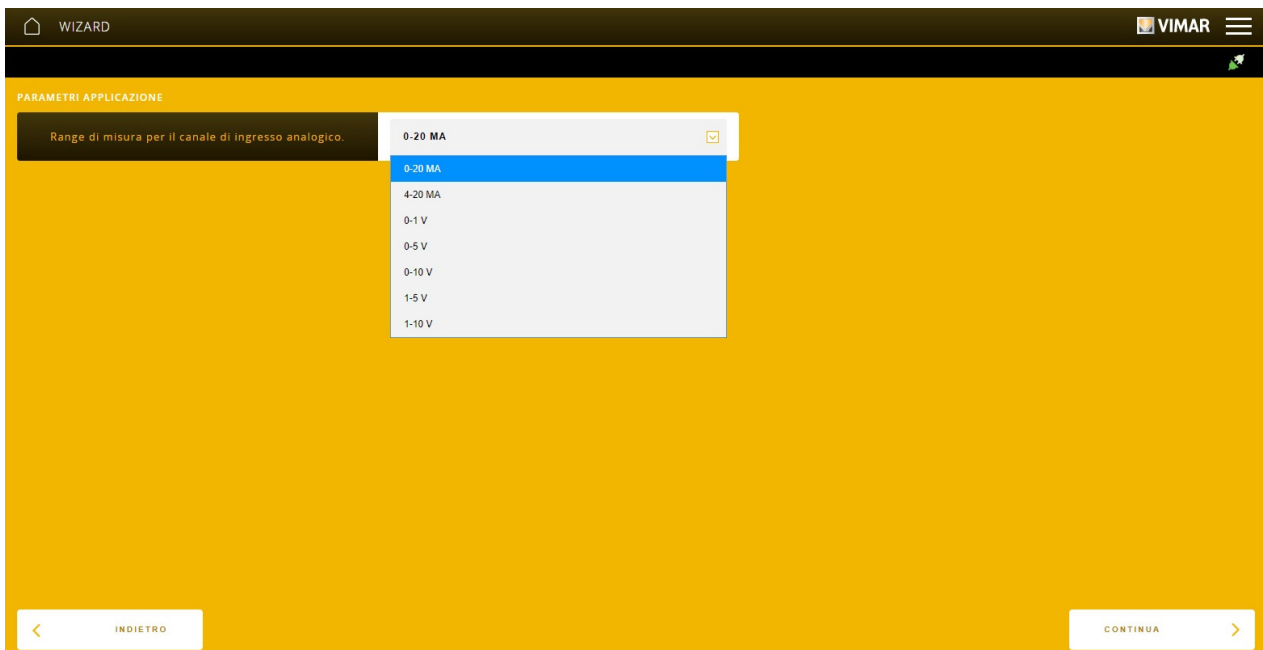 WIZARD
VIMAR
PARAMETRI APPLICAZIONE
Range di misura per il canale di ingresso analogico.
0-20 MA
0-20 MA
4-20 MA
0-1 V
0-5 V
0-10 V
1-5 V
1-10 V
INDIETRO
CONTINUA